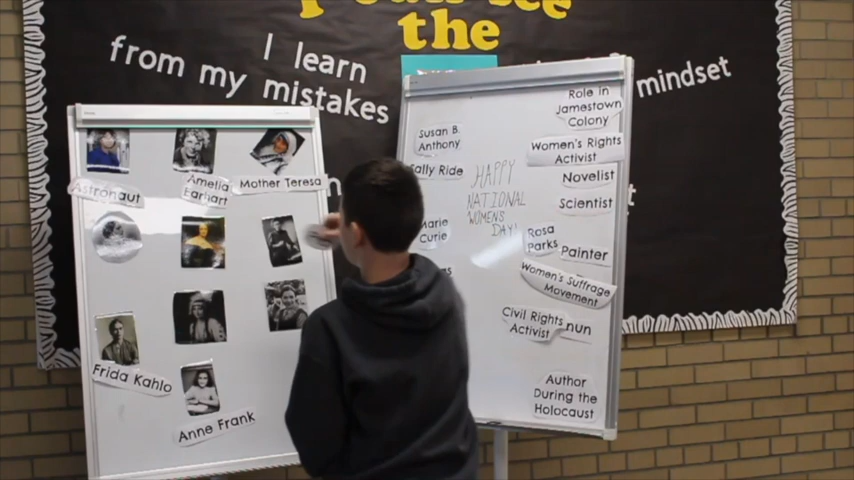 the
I learn
from my mistakes
mindset
Astronaut
Amelia
Earhart
Mother Teresa
Frida Kahlo
Anne Frank
Susan B.
Anthony
Sally Ride
Marie
Curie
HAPPY
NATIONAL
WOMEN'S
DAY!
Role in
Jamestown
Colony
Women's Rights
Activist
Novelist
Scientist
Rosa
Parks
Painter
Women's Suffrage
Movement
Civil Rights
Activist
nun
Author
During the
Holocaust